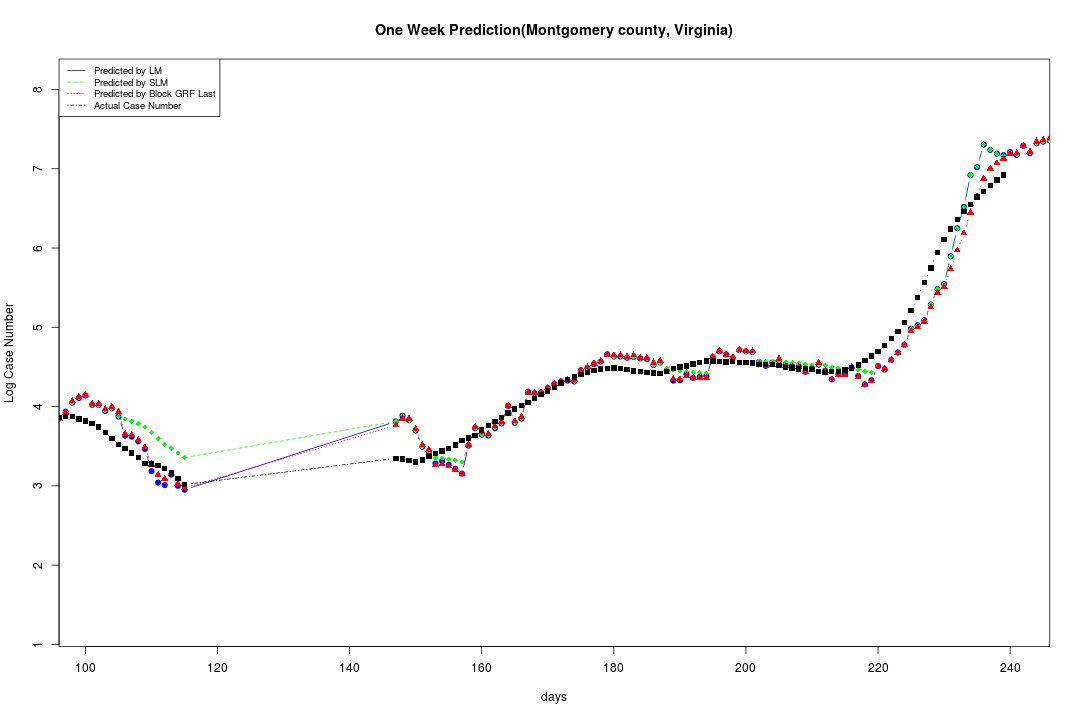 One Week Prediction(Montgomery county, Virginia)
Predicted by LM
Predicted by SLM
Predicted by Block GRF Last
Actual Case Number
Log Case Number
8
7
6
5
4
3
2
1
100 120 140 160 180 200 220 240
days